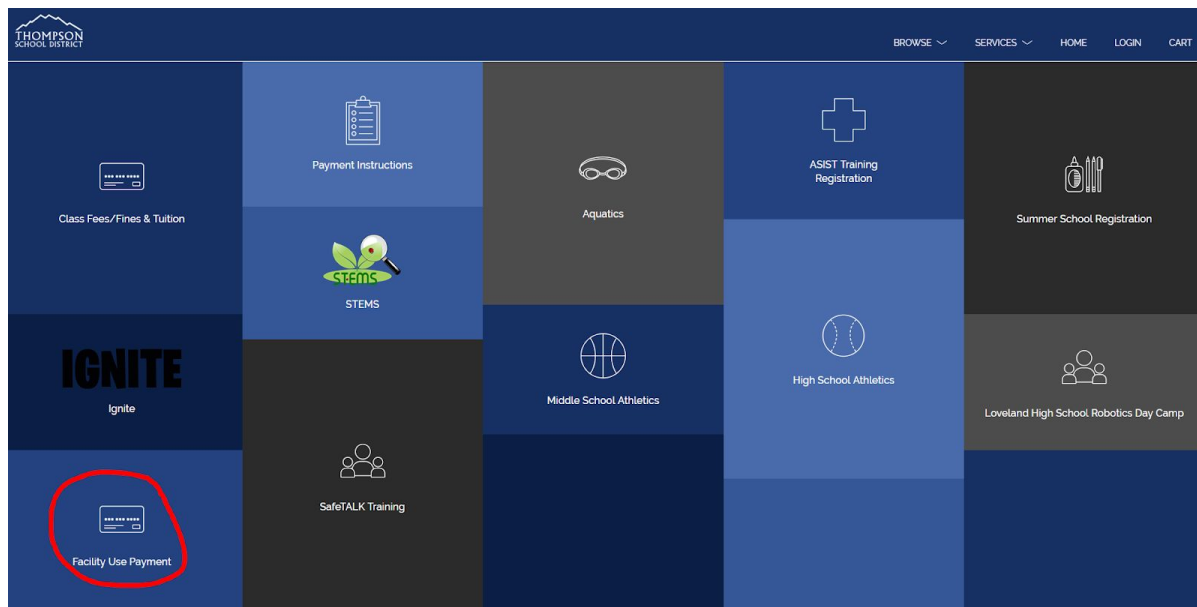 THOMPSON
SCHOOL DISTRICT
BROWSE
SERVICES
HOME
LOGIN
CART
Class Fees/Fines & Tuition
Payment Instructions
Aquatics
ASIST Training
Registration
Summer School Registration
STEMS
STEMS
IGNITE
Ignite
Middle School Athletics
High School Athletics
Loveland High School Robotics Day Camp
SafeTALK Training
Facility Use Payment